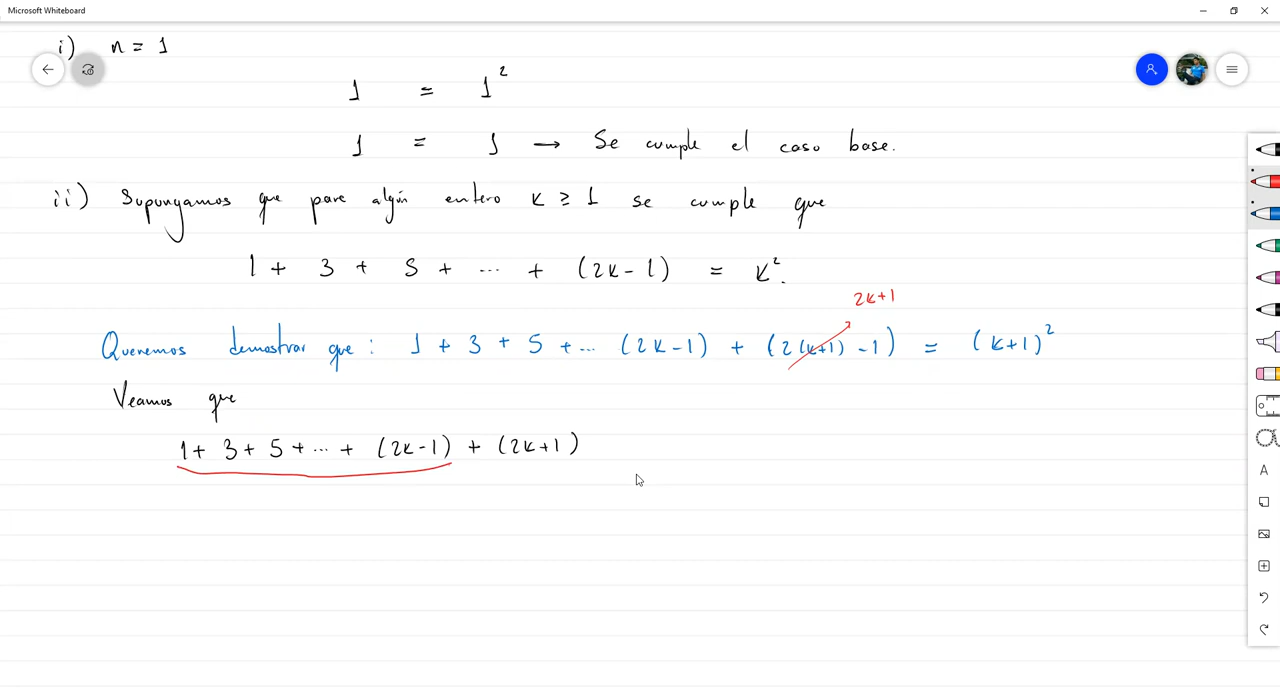 Microsoft Whiteboard
i) n = 1
1 = 1²
1 = 1 → Se cumple el caso base.
ii) Supongamos que para algún entero k ≥ 1 se cumple que
1 + 3 + 5 + ... + (2k-1) = k².
2k+1
Queremos demostrar que: 1 + 3 + 5 + ... (2k-1) + (2(k+1) -1) = (k+1)²
Veamos que
1 + 3 + 5 + ... + (2k-1) + (2k+1)
A